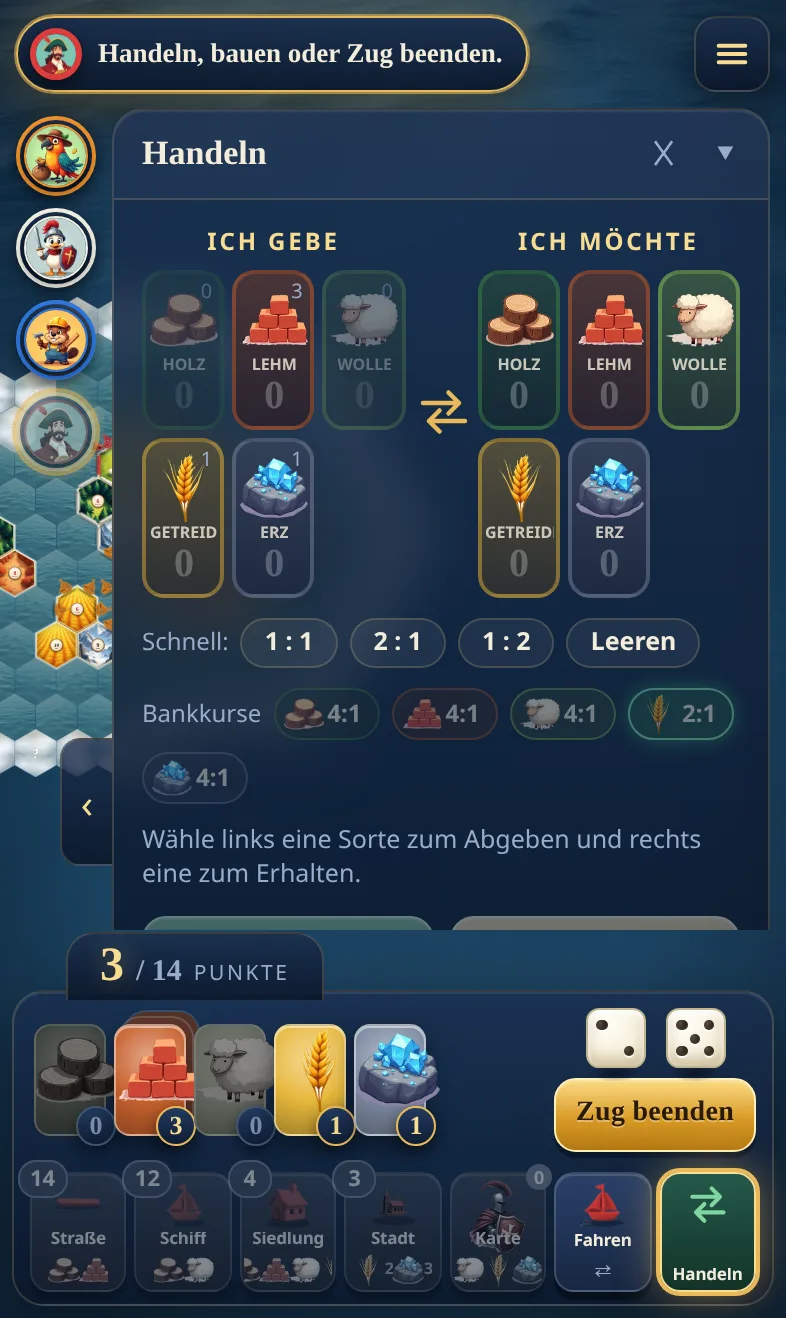 Handeln, bauen oder Zug beenden.
Handeln
ICH GEBE
ICH MÖCHTE
0 3 0
HOLZ LEHM WOLLE HOLZ LEHM WOLLE
0 0 0 0 0 0
1 1
GETREID ERZ GETREID ERZ
0 0 0 0
Schnell: 1 : 1 2 : 1 1 : 2 Leeren
Bankkurse 4:1 4:1 4:1 2:1
4:1
Wähle links eine Sorte zum Abgeben und rechts
eine zum Erhalten.
3 / 14 PUNKTE
0 3 0 1 1
Zug beenden
14 12 4 3 0
Straße Schiff Siedlung Stadt Karte Fahren Handeln
2 3